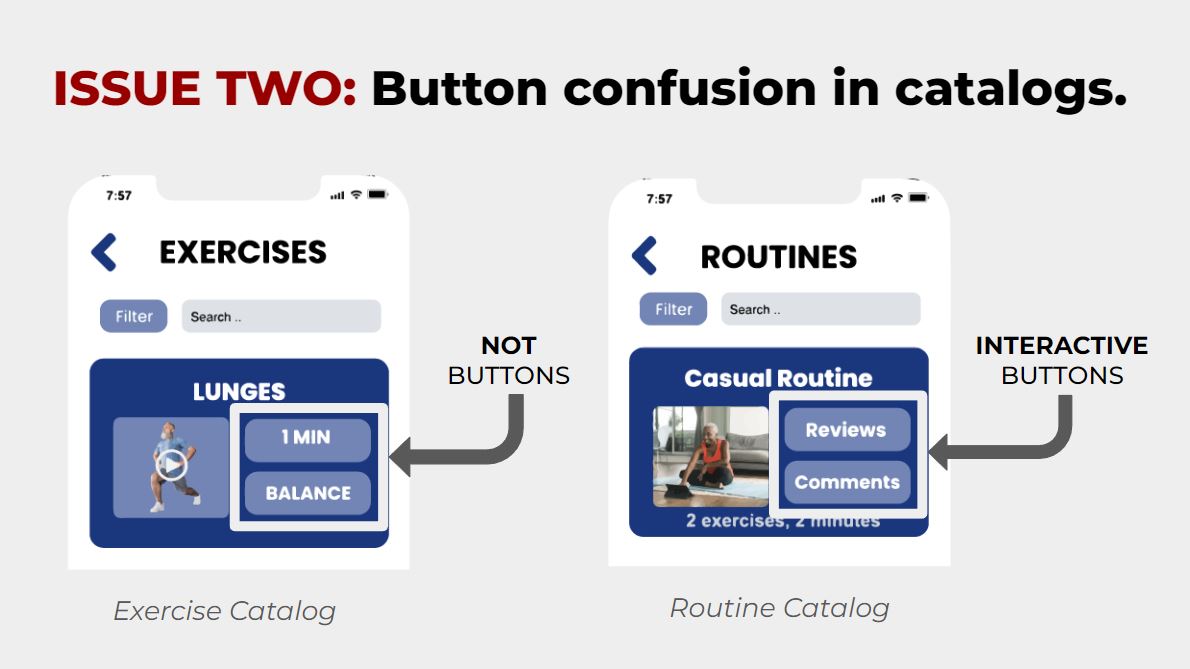 ISSUE TWO: Button confusion in catalogs.
7:57
EXERCISES
Filter
Search ..
LUNGES
1 MIN
BALANCE
NOT
BUTTONS
Exercise Catalog
7:57
ROUTINES
Filter
Search ..
Casual Routine
Reviews
Comments
2 exercises, 2 minutes
INTERACTIVE
BUTTONS
Routine Catalog